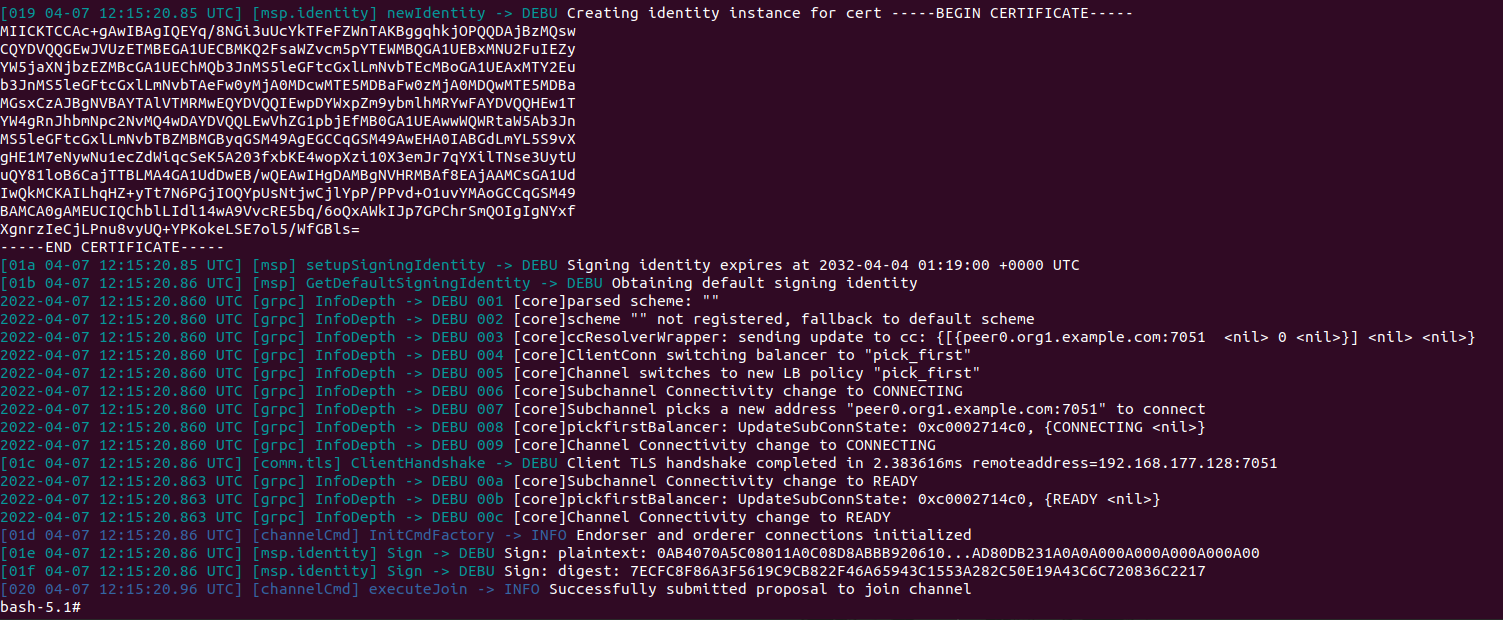 [019 04-07 12:15:20.85 UTC] [msp.identity] newIdentity -> DEBU Creating identity instance for cert -----BEGIN CERTIFICATE-----
MIICKTCCAc+gAwIBAgIQEYq/8NGi3uUcYkTFeFZWnTAKBggqhkjOPQQDAjBzMQsw
CQYDVQQGEwJVUzETMBEGA1UECBMKQ2FsaWZvcm5pYTEWMBQGA1UEBxMNU2FuIEZy
YW5jaXNjbzEZMBcGA1UEChMQb3JnMS5leGFtcGxlLmNvbTEcMBoGA1UEAxMTY2Eu
b3JnMS5leGFtcGxlLmNvbTAeFw0yMjA0MDcwMTE5MDBaFw0zMjA0MDQwMTE5MDBa
MGsxCzAJBgNVBAYTAlVTMRMwEQYDVQQIEwpDYWxpZm9ybmlhMRYwFAYDVQQHEw1T
YW4gRnJhbmNpc2NvMQ4wDAYDVQQLEwVhZG1pbjEfMB0GA1UEAwwWQWRtaW5Ab3Jn
MS5leGFtcGxlLmNvbTBZMBMGByqGSM49AgEGCCqGSM49AwEHA0IABGdLmYL5S9vX
gHE1M7eNywNu1ecZdWiqcSeK5A203fxbKE4wopXzi10X3emJr7qYXilTNse3UytU
uQY81loB6CajTTBLMA4GA1UdDwEB/wQEAwIHgDAMBgNVHRMBAf8EAjAAMCsGA1Ud
IwQkMCKAILhqHZ+yTt7N6PGjIOQYpUsNtjwCjlYpP/PPvd+O1uvYMAoGCCqGSM49
BAMCA0gAMEUCIQChblLIdl14wA9VvcRE5bq/6oQxAWkIJp7GPChrSmQOIgIgNYxf
XgnrzIeCjLPnu8vyUQ+YPKokeLSE7ol5/WfGBls=
-----END CERTIFICATE-----
[01a 04-07 12:15:20.85 UTC] [msp] setupSigningIdentity -> DEBU Signing identity expires at 2032-04-04 01:19:00 +0000 UTC
[01b 04-07 12:15:20.86 UTC] [msp] GetDefaultSigningIdentity -> DEBU Obtaining default signing identity
2022-04-07 12:15:20.860 UTC [grpc] InfoDepth -> DEBU 001 [core]parsed scheme: ""
2022-04-07 12:15:20.860 UTC [grpc] InfoDepth -> DEBU 002 [core]scheme "" not registered, fallback to default scheme
2022-04-07 12:15:20.860 UTC [grpc] InfoDepth -> DEBU 003 [core]ccResolverWrapper: sending update to cc: {[{peer0.org1.example.com:7051  <nil> 0 <nil>}] <nil> <nil>}
2022-04-07 12:15:20.860 UTC [grpc] InfoDepth -> DEBU 004 [core]ClientConn switching balancer to "pick_first"
2022-04-07 12:15:20.860 UTC [grpc] InfoDepth -> DEBU 005 [core]Channel switches to new LB policy "pick_first"
2022-04-07 12:15:20.860 UTC [grpc] InfoDepth -> DEBU 006 [core]Subchannel Connectivity change to CONNECTING
2022-04-07 12:15:20.860 UTC [grpc] InfoDepth -> DEBU 007 [core]Subchannel picks a new address "peer0.org1.example.com:7051" to connect
2022-04-07 12:15:20.860 UTC [grpc] InfoDepth -> DEBU 008 [core]pickfirstBalancer: UpdateSubConnState: 0xc0002714c0, {CONNECTING <nil>}
2022-04-07 12:15:20.860 UTC [grpc] InfoDepth -> DEBU 009 [core]Channel Connectivity change to CONNECTING
[01c 04-07 12:15:20.86 UTC] [comm.tls] ClientHandshake -> DEBU Client TLS handshake completed in 2.383616ms remoteaddress=192.168.177.128:7051
2022-04-07 12:15:20.863 UTC [grpc] InfoDepth -> DEBU 00a [core]Subchannel Connectivity change to READY
2022-04-07 12:15:20.863 UTC [grpc] InfoDepth -> DEBU 00b [core]pickfirstBalancer: UpdateSubConnState: 0xc0002714c0, {READY <nil>}
2022-04-07 12:15:20.863 UTC [grpc] InfoDepth -> DEBU 00c [core]Channel Connectivity change to READY
[01d 04-07 12:15:20.86 UTC] [channelCmd] InitCmdFactory -> INFO Endorser and orderer connections initialized
[01e 04-07 12:15:20.86 UTC] [msp.identity] Sign -> DEBU Sign: plaintext: 0AB4070A5C08011A0C08D8ABBB920610...AD80DB231A0A0A000A000A000A000A00
[01f 04-07 12:15:20.86 UTC] [msp.identity] Sign -> DEBU Sign: digest: 7ECFC8F86A3F5619C9CB822F46A65943C1553A282C50E19A43C6C720836C2217
[020 04-07 12:15:20.96 UTC] [channelCmd] executeJoin -> INFO Successfully submitted proposal to join channel
bash-5.1#